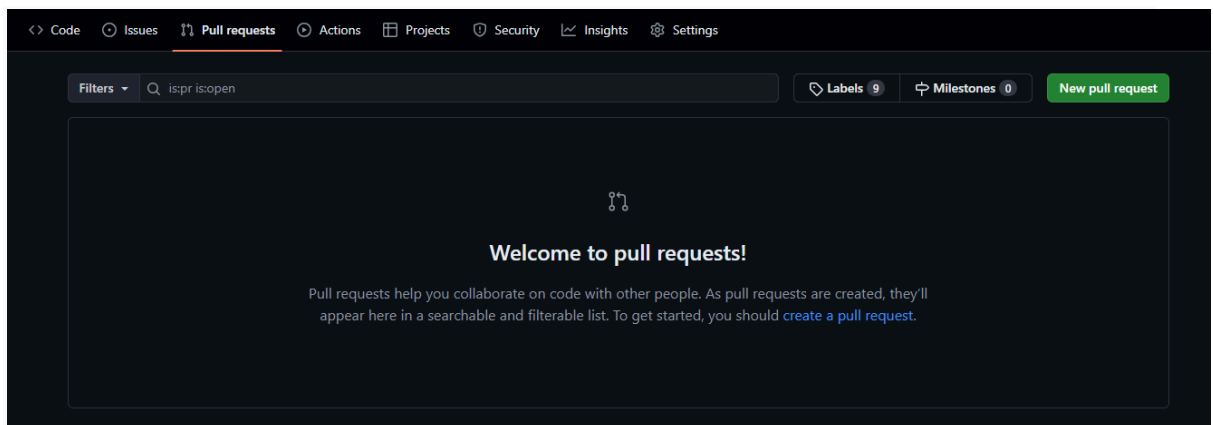 Code Issues Pull requests Actions Projects Security Insights Settings
Filters is:pr is:open Labels 9 Milestones 0 New pull request
Welcome to pull requests!
Pull requests help you collaborate on code with other people. As pull requests are created, they'll
appear here in a searchable and filterable list. To get started, you should create a pull request.